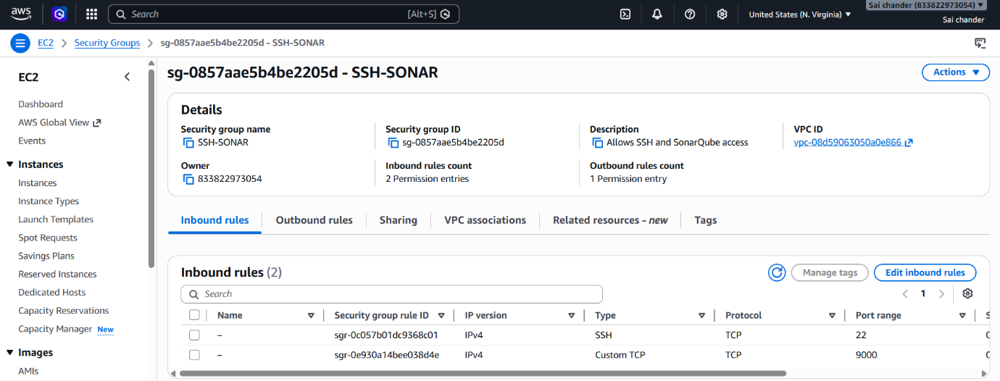 aws
Search
[Alt+S]
United States (N. Virginia)
Sai chander (833822973054)
Sai chander
EC2
Security Groups
sg-0857aae5b4be2205d - SSH-SONAR
EC2
Dashboard
AWS Global View
Events
Instances
Instances
Instance Types
Launch Templates
Spot Requests
Savings Plans
Reserved Instances
Dedicated Hosts
Capacity Reservations
Capacity Manager New
Images
AMIs
sg-0857aae5b4be2205d - SSH-SONAR
Actions
Details
Security group name
SSH-SONAR
Security group ID
sg-0857aae5b4be2205d
Description
Allows SSH and SonarQube access
VPC ID
vpc-08d59063050a0e866
Owner
833822973054
Inbound rules count
2 Permission entries
Outbound rules count
1 Permission entry
Inbound rules Outbound rules Sharing VPC associations Related resources - new Tags
Inbound rules (2)
Manage tags
Edit inbound rules
Search
1
Name Security group rule ID IP version Type Protocol Port range
– sgr-0c057b01dc9368c01 IPv4 SSH TCP 22
– sgr-0e930a14bee038d4e IPv4 Custom TCP TCP 9000